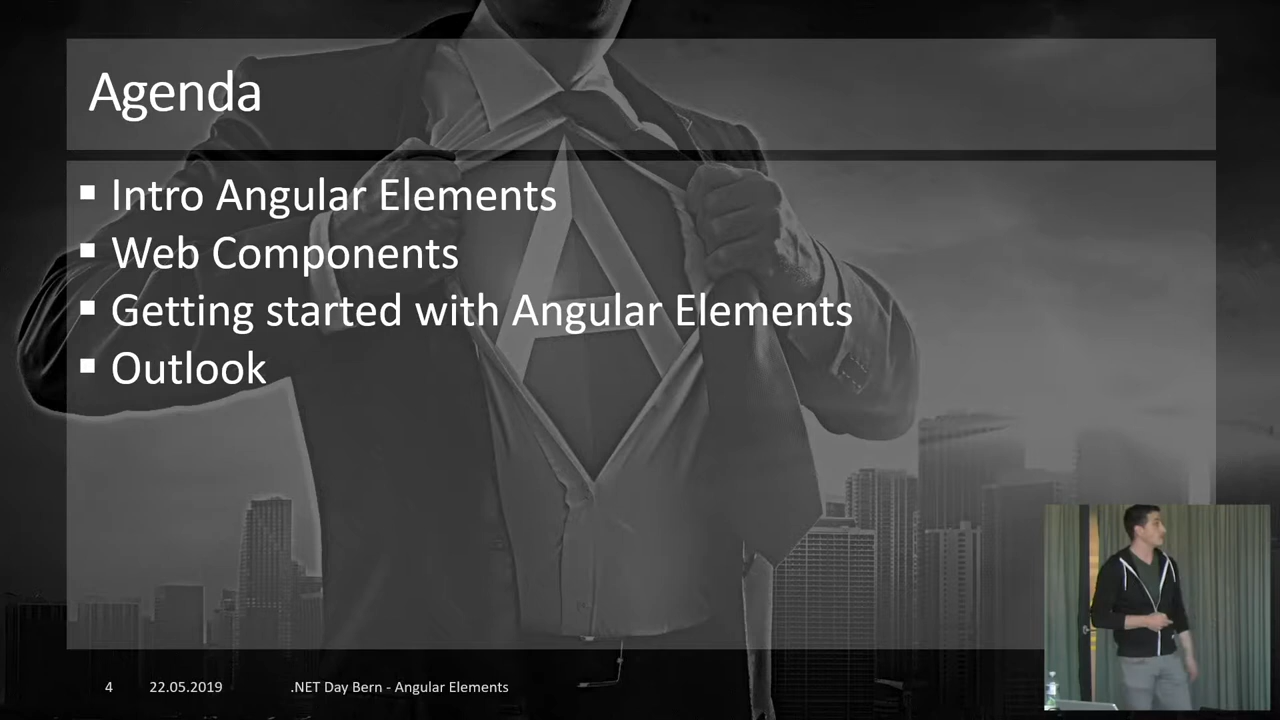 Agenda
Intro Angular Elements
Web Components
Getting started with Angular Elements
Outlook
4 22.05.2019 .NET Day Bern - Angular Elements